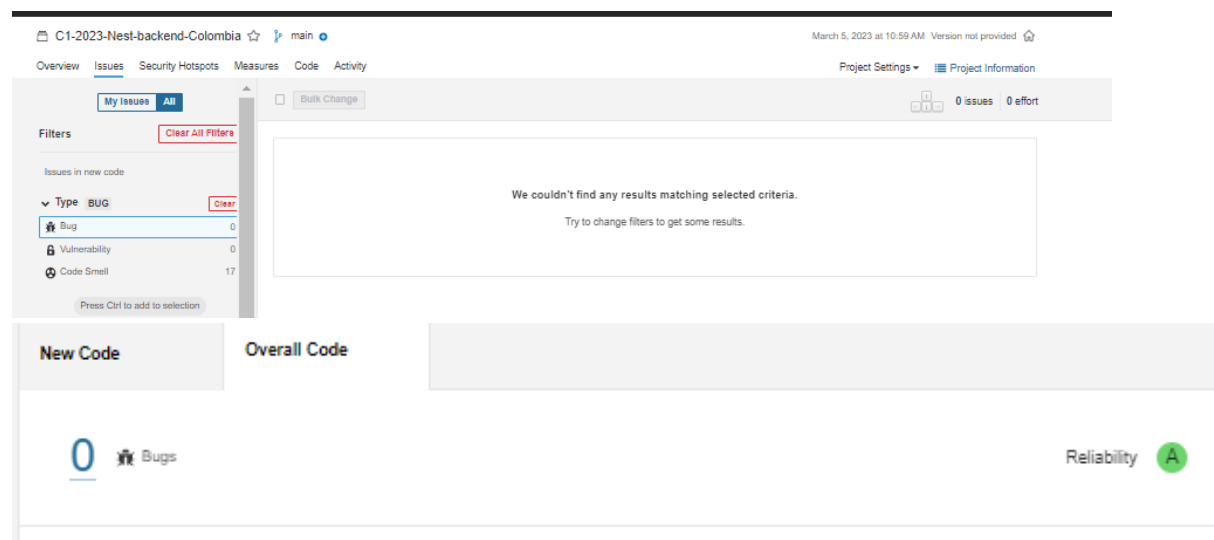 C1-2023-Nest-backend-Colombia main March 5, 2023 at 10:59 AM Version not provided
Overview Issues Security Hotspots Measures Code Activity Project Settings Project Information
My Issues All Bulk Change 0 issues 0 effort
Filters Clear All Filters
Issues in new code
We couldn't find any results matching selected criteria.
Try to change filters to get some results.
Type BUG Clear
Bug 0
Vulnerability 0
Code Smell 17
Press Ctrl to add to selection
New Code Overall Code
0 Bugs Reliability A